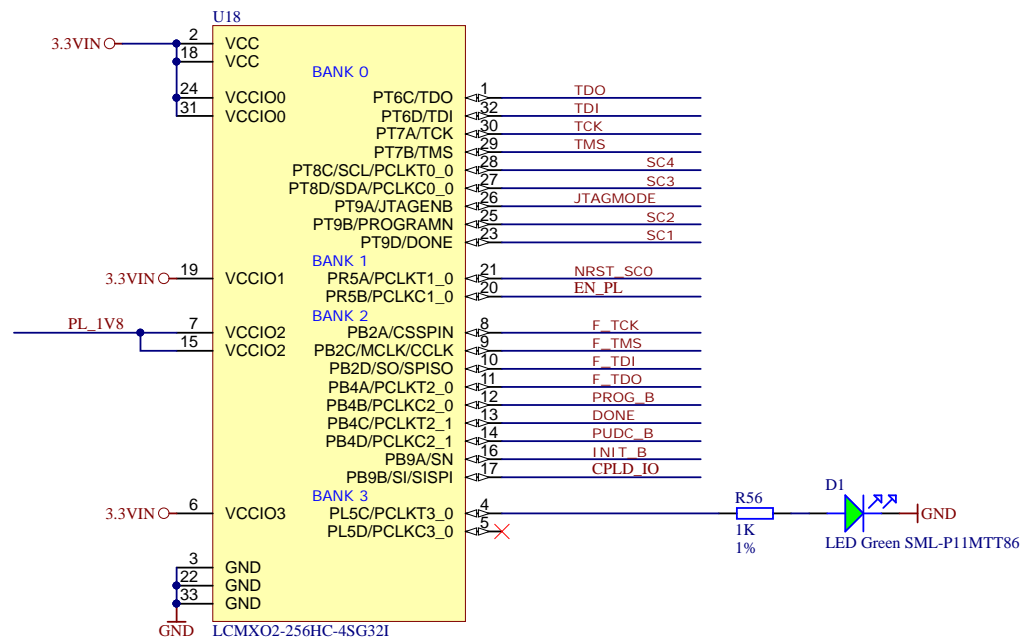 U18
3.3VIN 2 VCC
18 VCC
BANK 0
24 VCCIO0 PT6C/TDO 1 TDO
31 VCCIO0 PT6D/TDI 32 TDI
PT7A/TCK 30 TCK
PT7B/TMS 29 TMS
PT8C/SCL/PCLKT0_0 28 SC4
PT8D/SDA/PCLKC0_0 27 SC3
PT9A/JTAGENB 26 JTAGMODE
PT9B/PROGRAMN 25 SC2
PT9D/DONE 23 SC1
BANK 1
3.3VIN 19 VCCIO1 PR5A/PCLKT1_0 21 NRST_SC0
PR5B/PCLKC1_0 20 EN_PL
BANK 2
PL_1V8 7 VCCIO2 PB2A/CSSPIN 8 F_TCK
15 VCCIO2 PB2C/MCLK/CCLK 9 F_TMS
PB2D/SO/SPISO 10 F_TDI
PB4A/PCLKT2_0 11 F_TDO
PB4B/PCLKC2_0 12 PROG_B
PB4C/PCLKT2_1 13 DONE
PB4D/PCLKC2_1 14 PUDC_B
PB9A/SN 16 INIT_B
PB9B/SI/SISPI 17 CPLD_IO
BANK 3
R56 D1
3.3VIN 6 VCCIO3 PL5C/PCLKT3_0 4 GND
PL5D/PCLKC3_0 5 1K LED Green SML-P11MTT86
1%
3 GND
22 GND
33 GND
GND LCMXO2-256HC-4SG32I